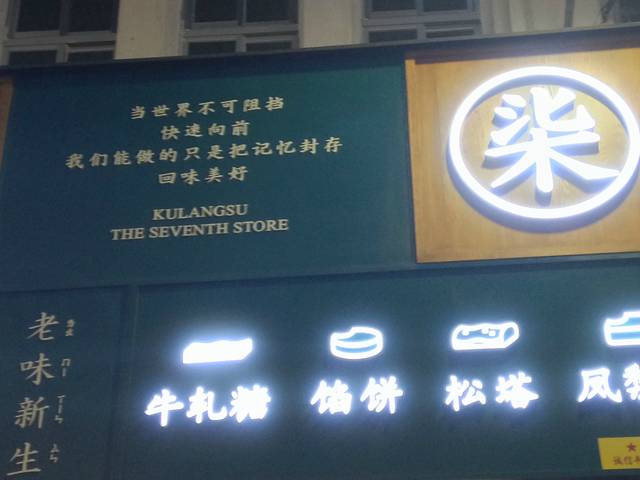 当世界不可阻挡
快速向前
我们能做的只是把记忆封存
回味美好
KULANGSU
THE SEVENTH STORE
柒
老味新生
牛轧糖
馅饼
松塔
凤